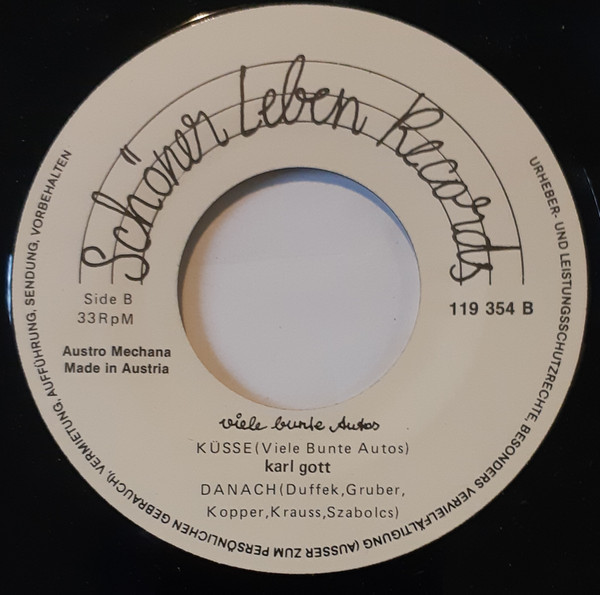 Schöner Leben Records
Side B
33RpM
119 354 B
Austro Mechana
Made in Austria
viele bunte Autos
KÜSSE(Viele Bunte Autos)
karl gott
DANACH(Duffek,Gruber,
Kopper,Krauss,Szabolcs)
URHEBER- UND LEISTUNGSSCHUTZRECHTE, BESONDERS VERVIELFÄLTIGUNG (AUSSER ZUM PERSÖNLICHEN GEBRAUCH), VERMIETUNG, AUFFÜHRUNG, SENDUNG, VORBEHALTEN